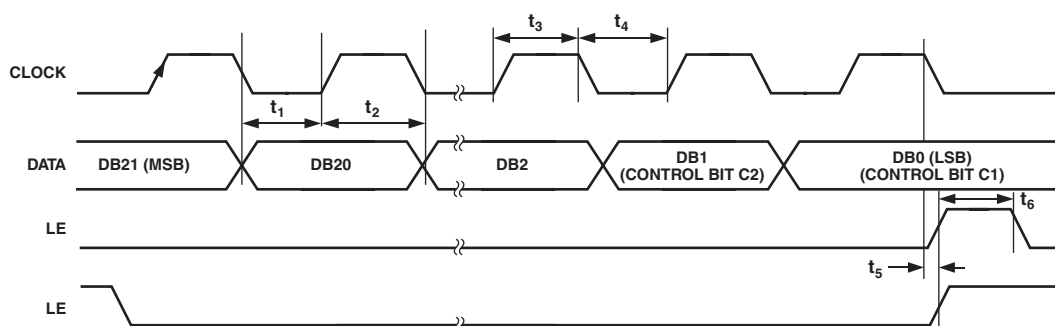 t3 t4
CLOCK
t1 t2
DATA DB21 (MSB) DB20 DB2 DB1 (CONTROL BIT C2) DB0 (LSB) (CONTROL BIT C1)
t6
LE
t5
LE